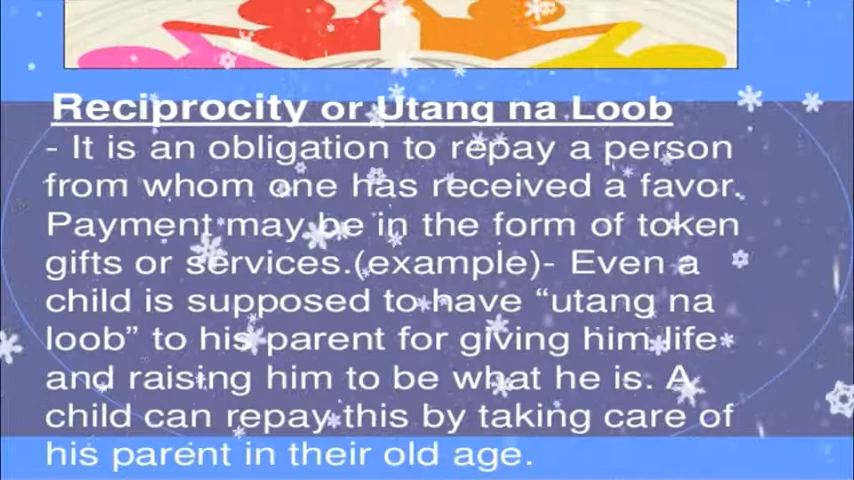 Reciprocity or Utang na Loob
- It is an obligation to repay a person
from whom one has received a favor.
Payment may be in the form of token
gifts or services.(example)- Even a
child is supposed to have “utang na
loob” to his parent for giving him life
and raising him to be what he is. A
child can repay this by taking care of
his parent in their old age.